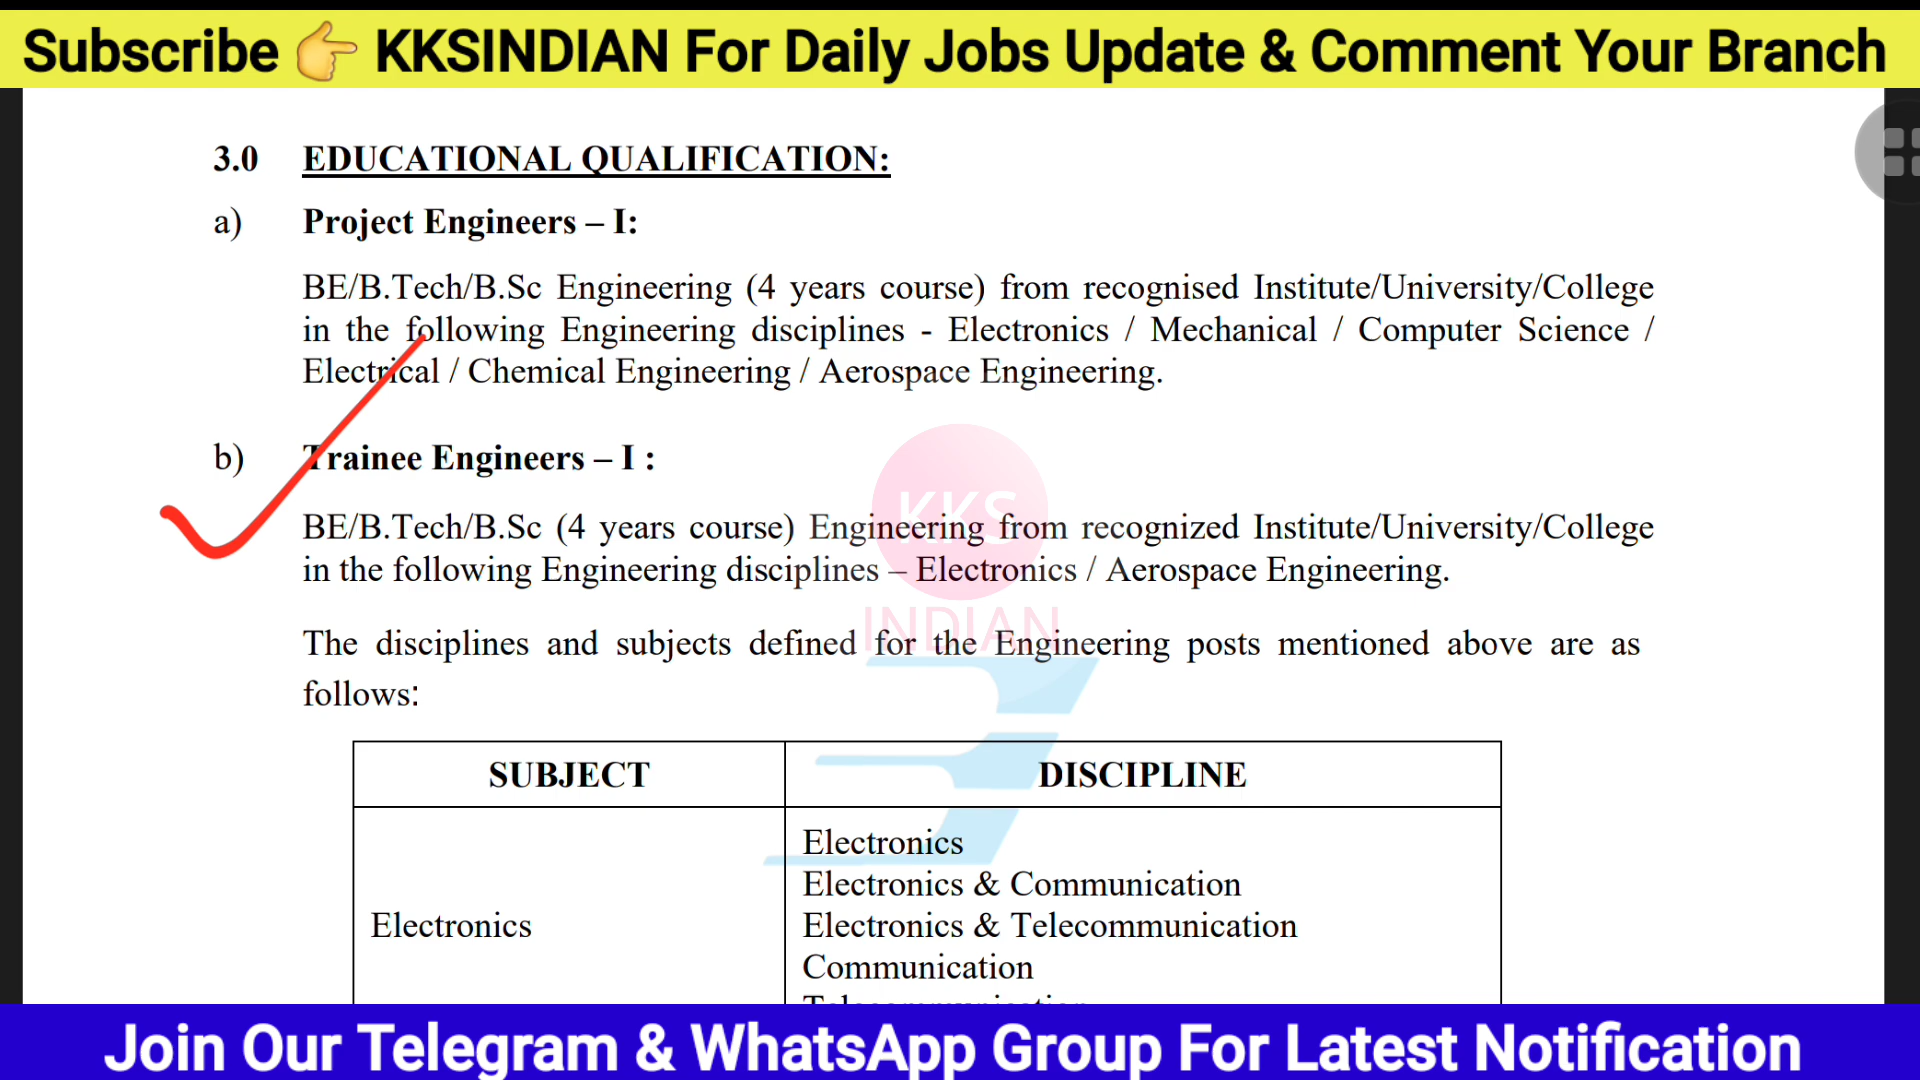 Subscribe 👉 KKSINDIAN For Daily Jobs Update & Comment Your Branch
3.0 EDUCATIONAL QUALIFICATION:
a) Project Engineers – I:
BE/B.Tech/B.Sc Engineering (4 years course) from recognised Institute/University/College
in the following Engineering disciplines - Electronics / Mechanical / Computer Science /
Electrical / Chemical Engineering / Aerospace Engineering.
b) Trainee Engineers – I :
BE/B.Tech/B.Sc (4 years course) Engineering from recognized Institute/University/College
in the following Engineering disciplines – Electronics / Aerospace Engineering.
KKS
INDIAN
The disciplines and subjects defined for the Engineering posts mentioned above are as
follows:
SUBJECT DISCIPLINE
Electronics
Electronics & Communication
Electronics Electronics & Telecommunication
Communication
Join Our Telegram & WhatsApp Group For Latest Notification